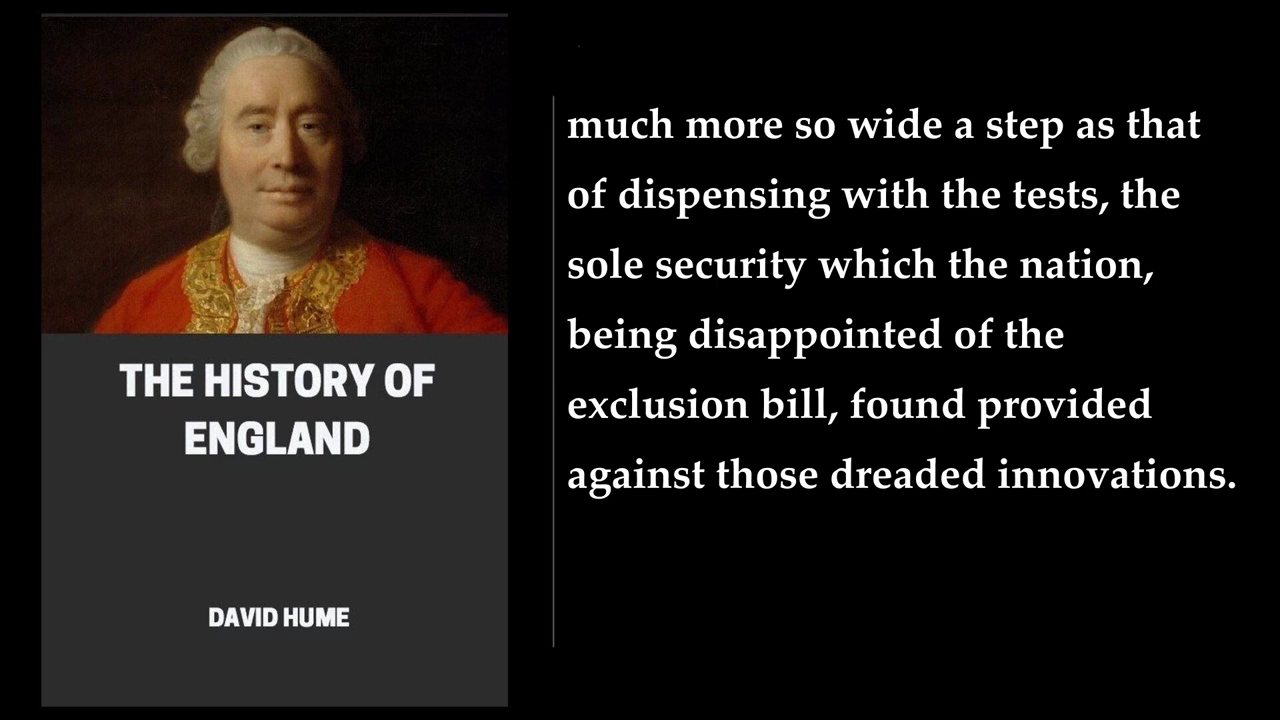 THE HISTORY OF
ENGLAND
DAVID HUME
much more so wide a step as that
of dispensing with the tests, the
sole security which the nation,
being disappointed of the
exclusion bill, found provided
against those dreaded innovations.